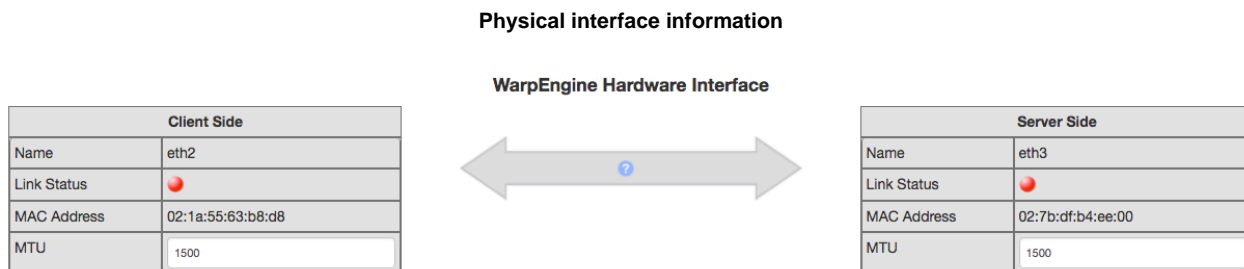 Physical interface information
WarpEngine Hardware Interface
Client Side
Name eth2
Link Status
MAC Address 02:1a:55:63:b8:d8
MTU 1500
?
Server Side
Name eth3
Link Status
MAC Address 02:7b:df:b4:ee:00
MTU 1500